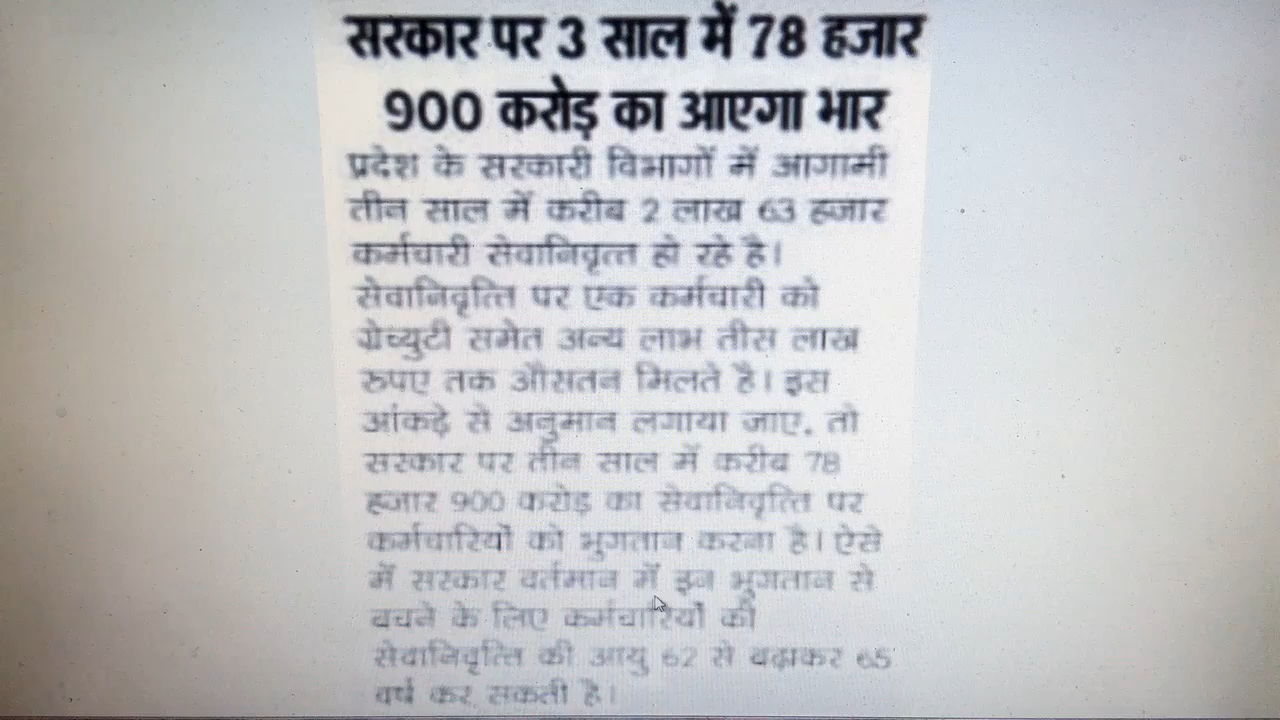 सरकार पर 3 साल में 78 हजार
900 करोड़ का आएगा भार
प्रदेश के सरकारी विभागों में आगामी
तीन साल में करीब 2 लाख 63 हजार
कर्मचारी सेवानिवृत्त हो रहे है।
सेवानिवृत्ति पर एक कर्मचारी को
ग्रेच्युटी समेत अन्य लाभ तीस लाख
रुपए तक औसतन मिलते है। इस
आंकड़े से अनुमान लगाया जाए, तो
सरकार पर तीन साल में करीब 78
हजार 900 करोड़ का सेवानिवृत्ति पर
कर्मचारियों को भुगतान करना है। ऐसे
में सरकार वर्तमान में इन भुगतान से
बचने के लिए कर्मचारियों की
सेवानिवृत्ति की आयु 62 से बढ़ाकर 65
वर्ष कर सकती है।